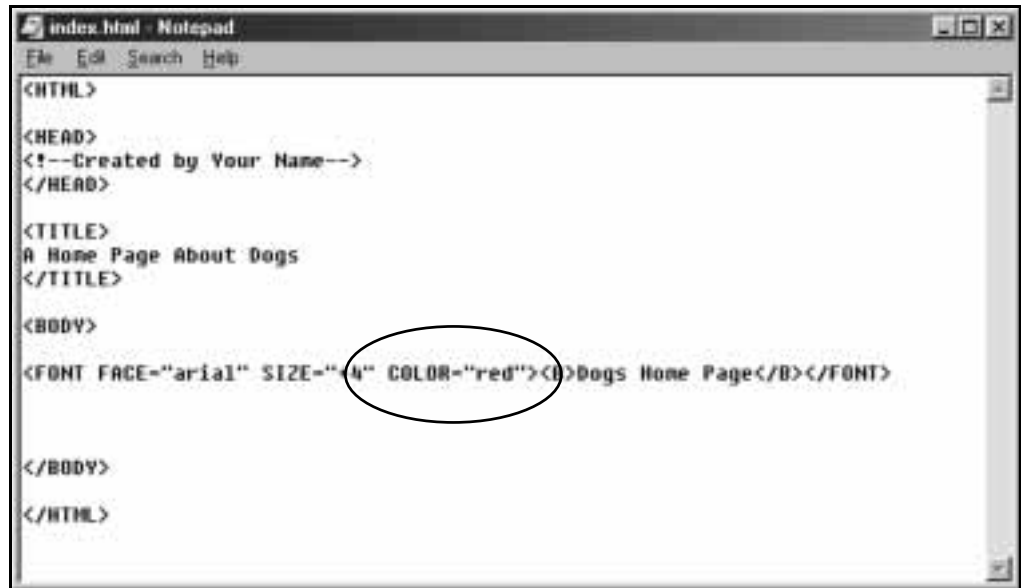 index.html - Notepad
File Edit Search Help
<HTML>
<HEAD>
<!--Created by Your Name-->
</HEAD>
<TITLE>
A Home Page About Dogs
</TITLE>
<BODY>
<FONT FACE="arial" SIZE="+4" COLOR="red"><B>Dogs Home Page</B></FONT>
</BODY>
</HTML>